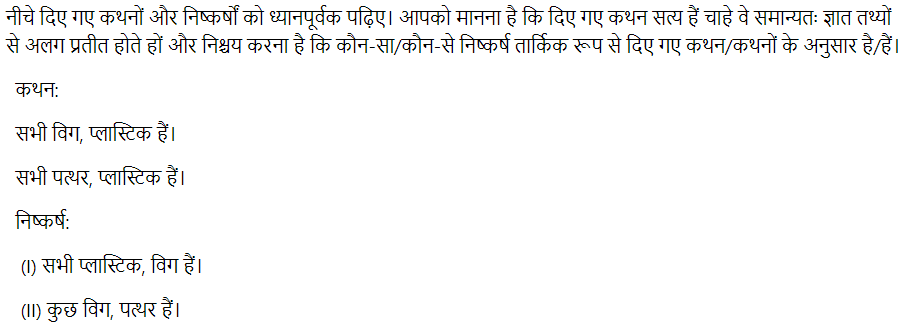 नीचे दिए गए कथनों और निष्कर्षों को ध्यानपूर्वक पढ़िए। आपको मानना है कि दिए गए कथन सत्य हैं चाहे वे समान्यतः ज्ञात तथ्यों
से अलग प्रतीत होते हों और निश्चय करना है कि कौन-सा/कौन-से निष्कर्ष तार्किक रूप से दिए गए कथन/कथनों के अनुसार है/हैं।
कथन:
सभी विग, प्लास्टिक हैं।
सभी पत्थर, प्लास्टिक हैं।
निष्कर्ष:
(I) सभी प्लास्टिक, विग हैं।
(II) कुछ विग, पत्थर हैं।